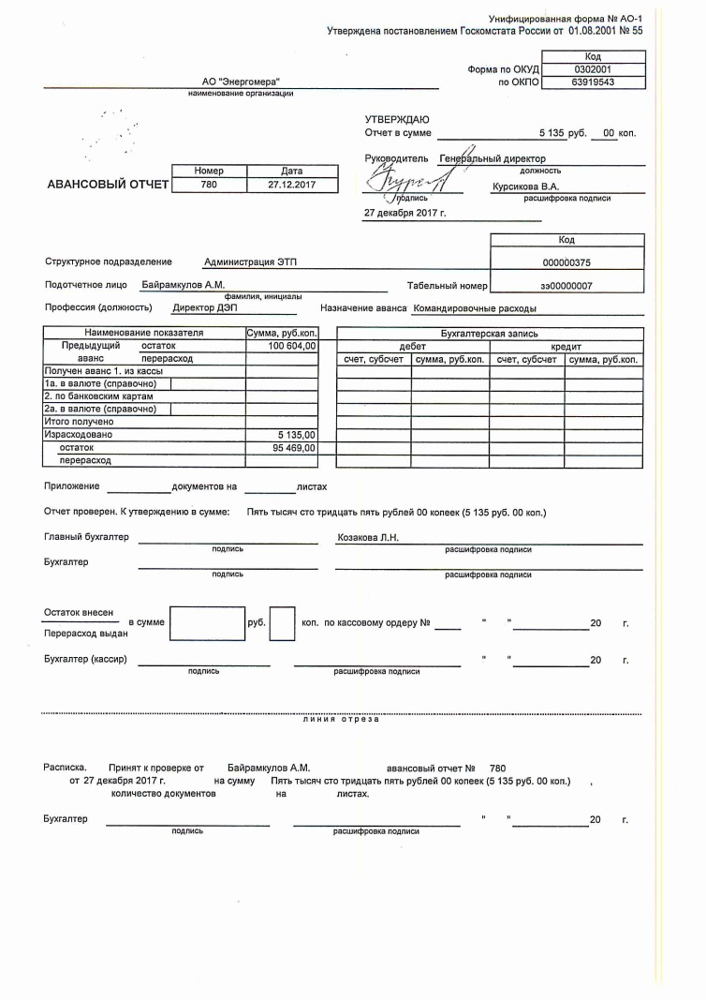 Унифицированная форма № АО-1
Утверждена постановлением Госкомстата России от 01.08.2001 № 55
Код
Форма по ОКУД 0302001
АО "Энергомера" по ОКПО 63919543
наименование организации
УТВЕРЖДАЮ
Отчет в сумме 5 135 руб. 00 коп.
Руководитель Генеральный директор
должность
Номер Дата
АВАНСОВЫЙ ОТЧЕТ 780 27.12.2017
Курсикова В.А.
подпись расшифровка подписи
27 декабря 2017 г.
Код
Структурное подразделение Администрация ЭТП 000000375
Подотчетное лицо Байрамкулов А.М. Табельный номер зэ00000007
фамилия, инициалы
Профессия (должность) Директор ДЭП Назначение аванса Командировочные расходы
Наименование показателя Сумма, руб.коп. Бухгалтерская запись
Предыдущий остаток 100 604,00 дебет кредит
аванс перерасход счет, субсчет сумма, руб.коп. счет, субсчет сумма, руб.коп.
Получен аванс 1. из кассы
1а. в валюте (справочно)
2. по банковским картам
2а. в валюте (справочно)
Итого получено
Израсходовано 5 135,00
остаток 95 469,00
перерасход
Приложение документов на листах
Отчет проверен. К утверждению в сумме: Пять тысяч сто тридцать пять рублей 00 копеек (5 135 руб. 00 коп.)
Главный бухгалтер Козакова Л.Н.
подпись расшифровка подписи
Бухгалтер
подпись расшифровка подписи
Остаток внесен
в сумме руб. коп. по кассовому ордеру № " " 20 г.
Перерасход выдан
Бухгалтер (кассир) " " 20 г.
подпись расшифровка подписи
линия отреза
Расписка. Принят к проверке от Байрамкулов А.М. авансовый отчет № 780
от 27 декабря 2017 г. на сумму Пять тысяч сто тридцать пять рублей 00 копеек (5 135 руб. 00 коп.) ,
количество документов на листах.
Бухгалтер " " 20 г.
подпись расшифровка подписи